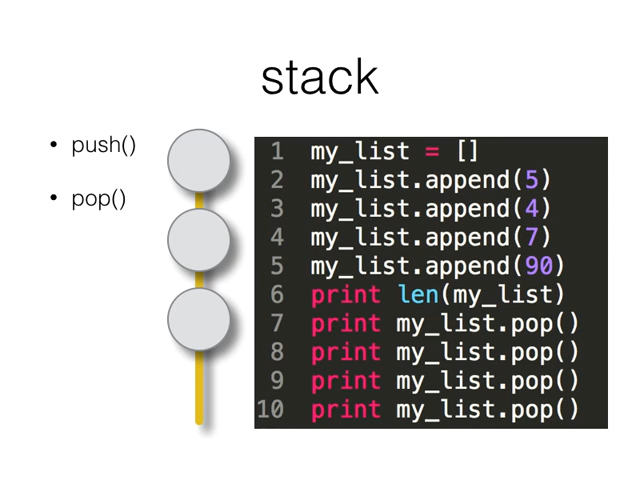 stack
• push()
• pop()
1 my_list = []
2 my_list.append(5)
3 my_list.append(4)
4 my_list.append(7)
5 my_list.append(90)
6 print len(my_list)
7 print my_list.pop()
8 print my_list.pop()
9 print my_list.pop()
10 print my_list.pop()